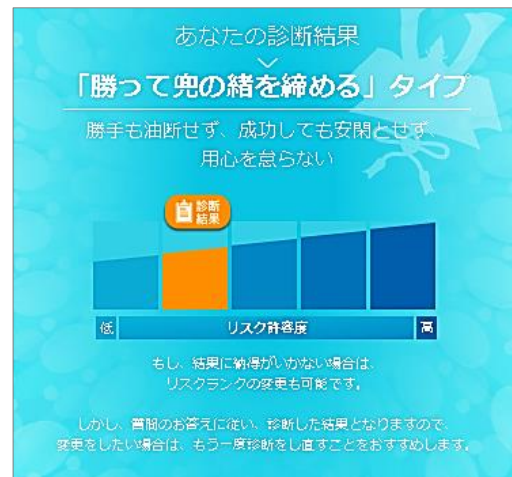 あなたの診断結果
「勝って兜の緒を締める」タイプ
勝手も油断せず、成功しても安閑とせず、
用心を怠らない
診断
結果
低 リスク許容度 高
もし、結果に納得がいかない場合は、
リスクランクの変更も可能です。
しかし、質問のお答えに従い、診断した結果となりますので、
変更をしたい場合は、もう一度診断をし直すことをおすすめします。